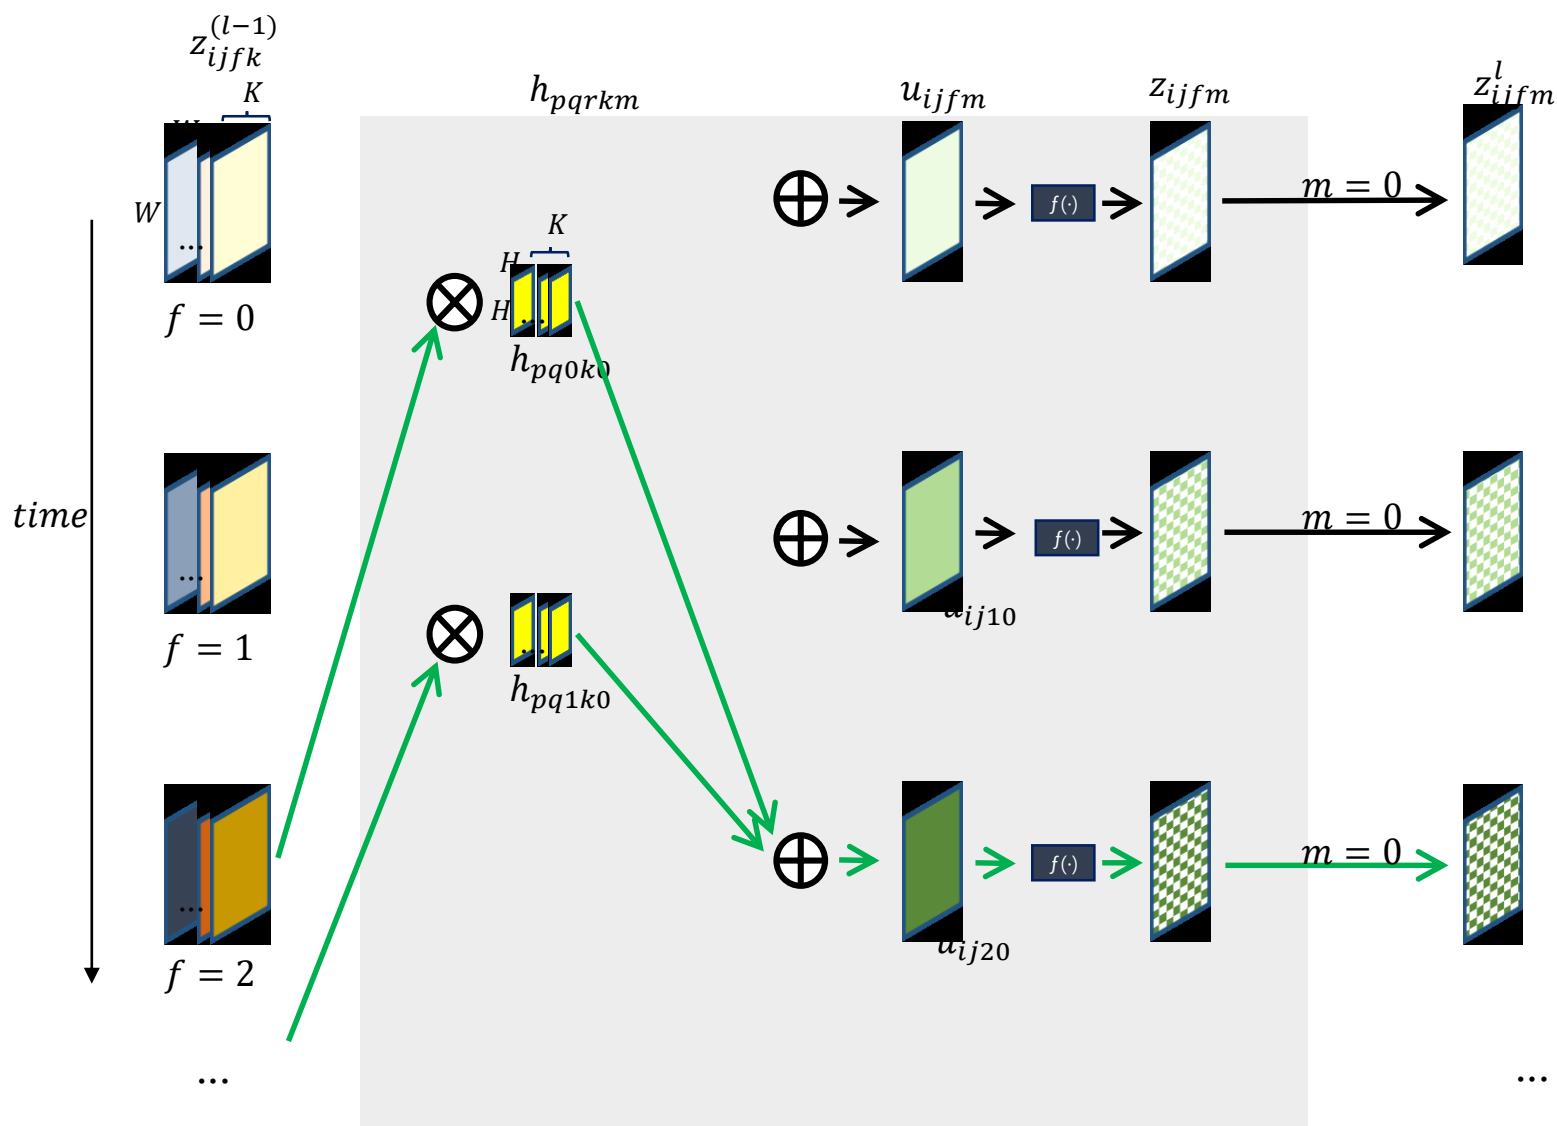 z_{ijfk}^{(l-1)}
K
h_{pqrkm}
u_{ijfm}
z_{ijfm}
z_{ijfm}^{l}
W
...
f = 0
K
H
H
...
h_{pq0k0}
f(·)
m = 0
time
...
f = 1
...
h_{pq1k0}
f(·)
m = 0
u_{ij10}
...
f = 2
f(·)
m = 0
u_{ij20}
...
...